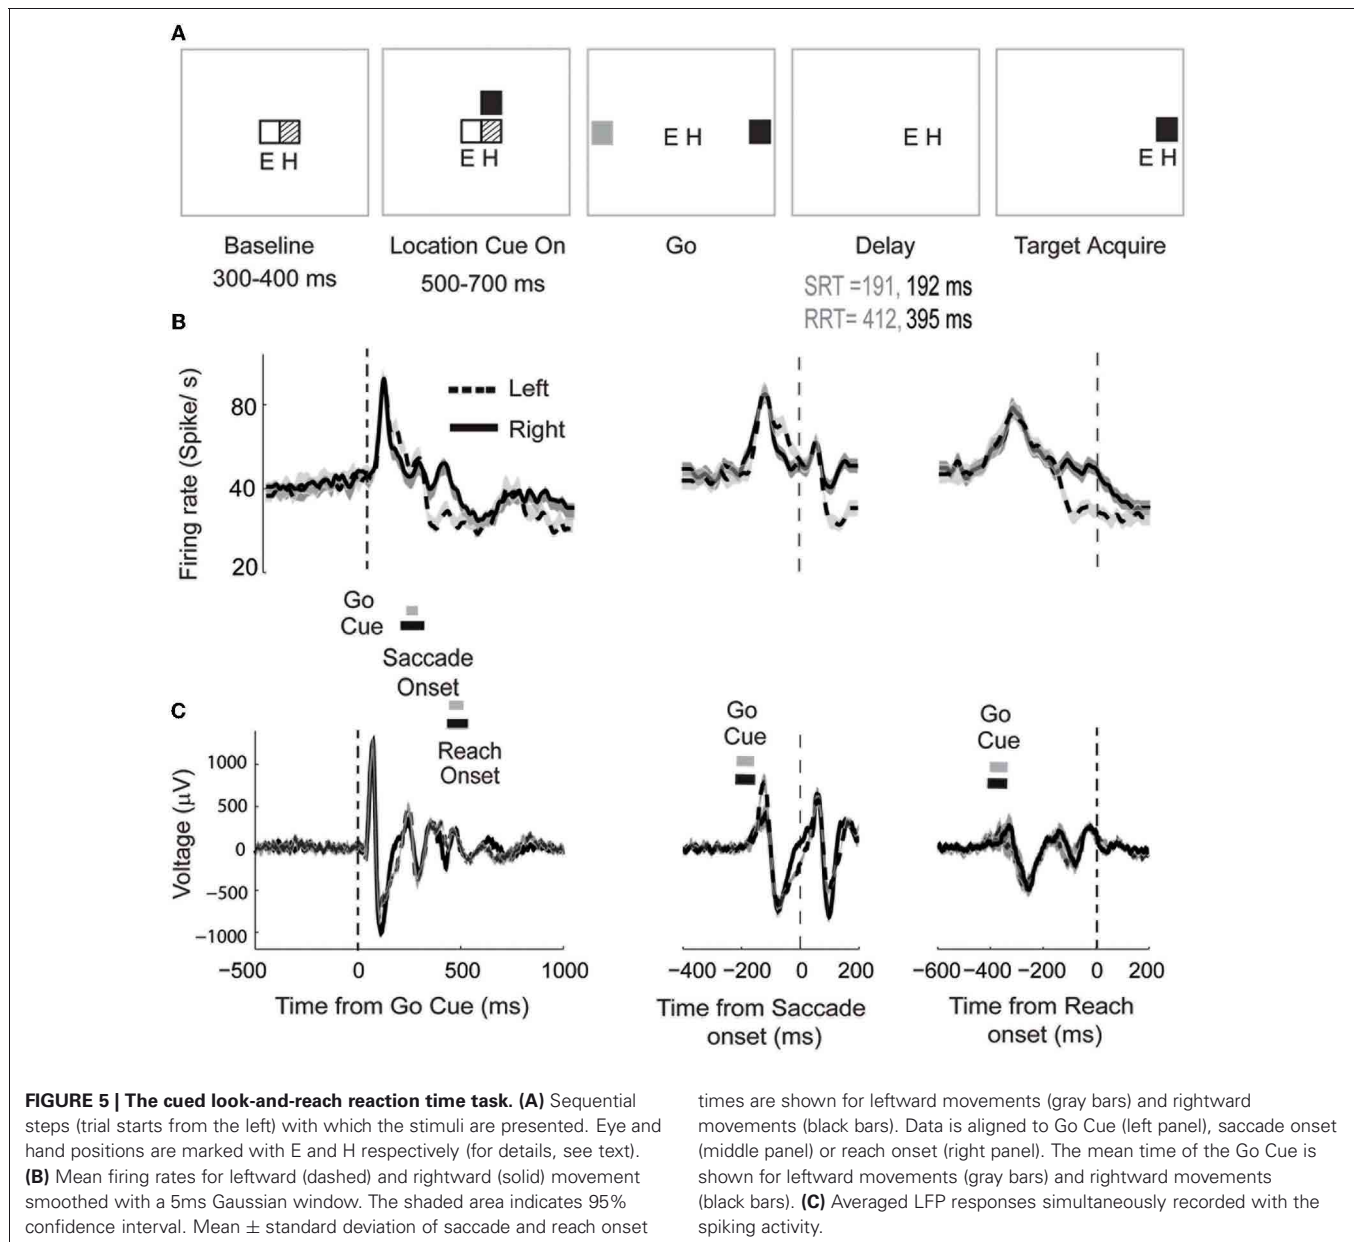 A
E H
E H
E H
E H
E H
Baseline
300-400 ms
Location Cue On
500-700 ms
Go
Delay
SRT =191, 192 ms
RRT= 412, 395 ms
Target Acquire
B
Firing rate (Spike/ s)
80
40
20
Left
Right
Go
Cue
Saccade
Onset
Reach
Onset
C
Voltage (µV)
1000
500
0
−500
−1000
−500 0 500 1000
Time from Go Cue (ms)
Go
Cue
−400 −200 0 200
Time from Saccade
onset (ms)
Go
Cue
−600 −400 −200 0 200
Time from Reach
onset (ms)
FIGURE 5 | The cued look-and-reach reaction time task. (A) Sequential
steps (trial starts from the left) with which the stimuli are presented. Eye and
hand positions are marked with E and H respectively (for details, see text).
(B) Mean firing rates for leftward (dashed) and rightward (solid) movement
smoothed with a 5ms Gaussian window. The shaded area indicates 95%
confidence interval. Mean ± standard deviation of saccade and reach onset
times are shown for leftward movements (gray bars) and rightward
movements (black bars). Data is aligned to Go Cue (left panel), saccade onset
(middle panel) or reach onset (right panel). The mean time of the Go Cue is
shown for leftward movements (gray bars) and rightward movements
(black bars). (C) Averaged LFP responses simultaneously recorded with the
spiking activity.